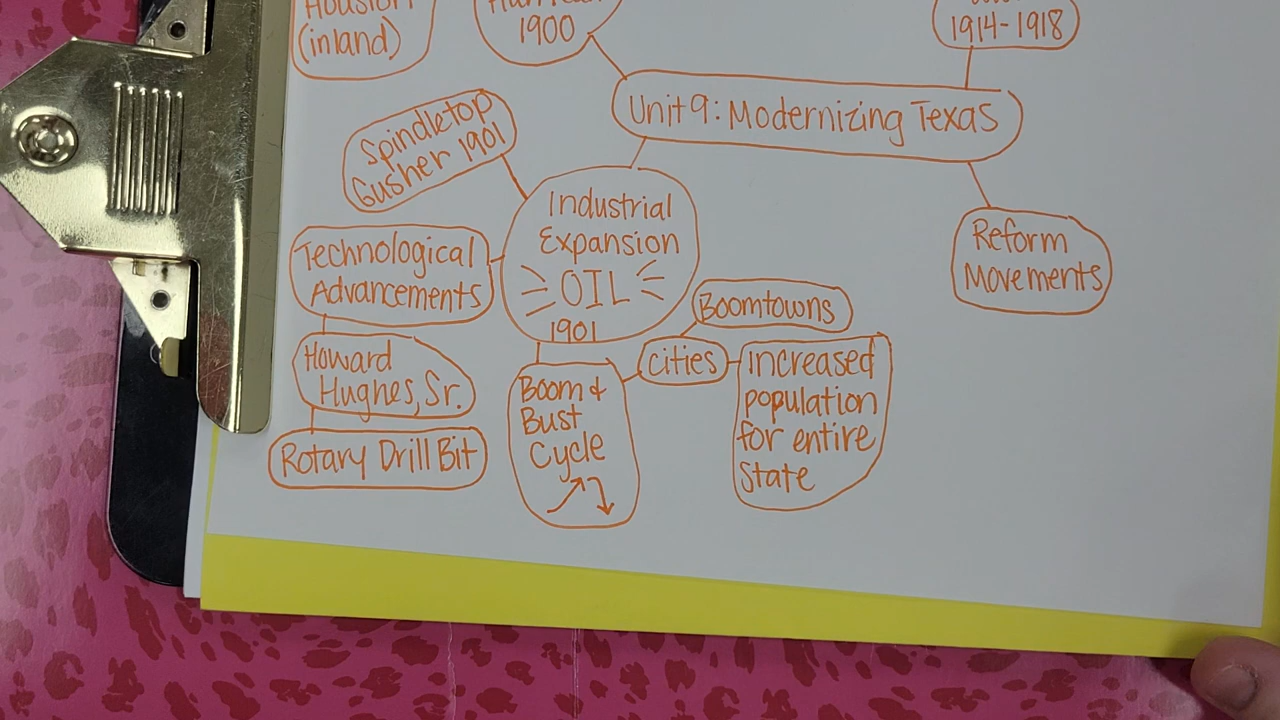 Houston
(inland)
1900
1914-1918
Unit 9: Modernizing Texas
Spindletop
Gusher 1901
Industrial
Expansion
OIL
1901
Technological
Advancements
Howard
Hughes, Sr.
Rotary Drill Bit
Boom &
Bust
Cycle
cities
Boomtowns
increased
population
for entire
State
Reform
Movements